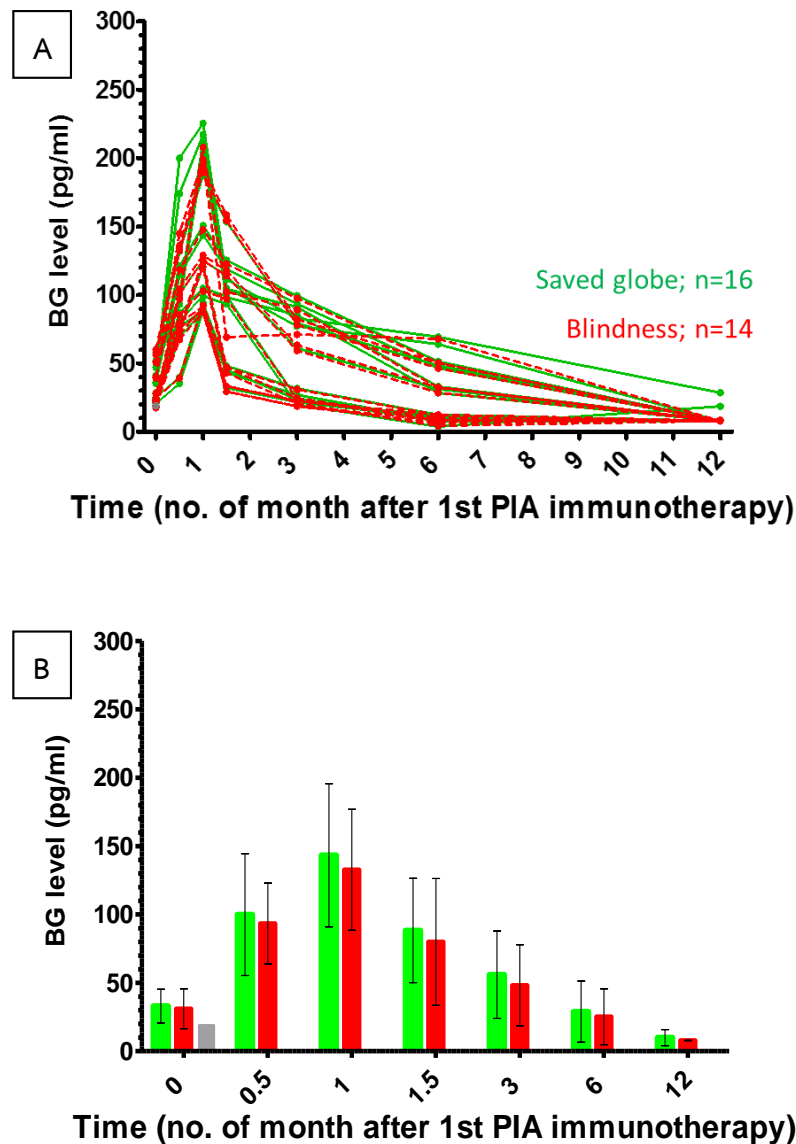 A
300
250
200
150
100
50
0
BG level (pg/ml)
Saved globe; n=16
Blindness; n=14
0 1 2 3 4 5 6 7 8 9 10 11 12
Time (no. of month after 1st PIA immunotherapy)
B
300
250
200
150
100
50
0
BG level (pg/ml)
0 0.5 1 1.5 3 6 12
Time (no. of month after 1st PIA immunotherapy)